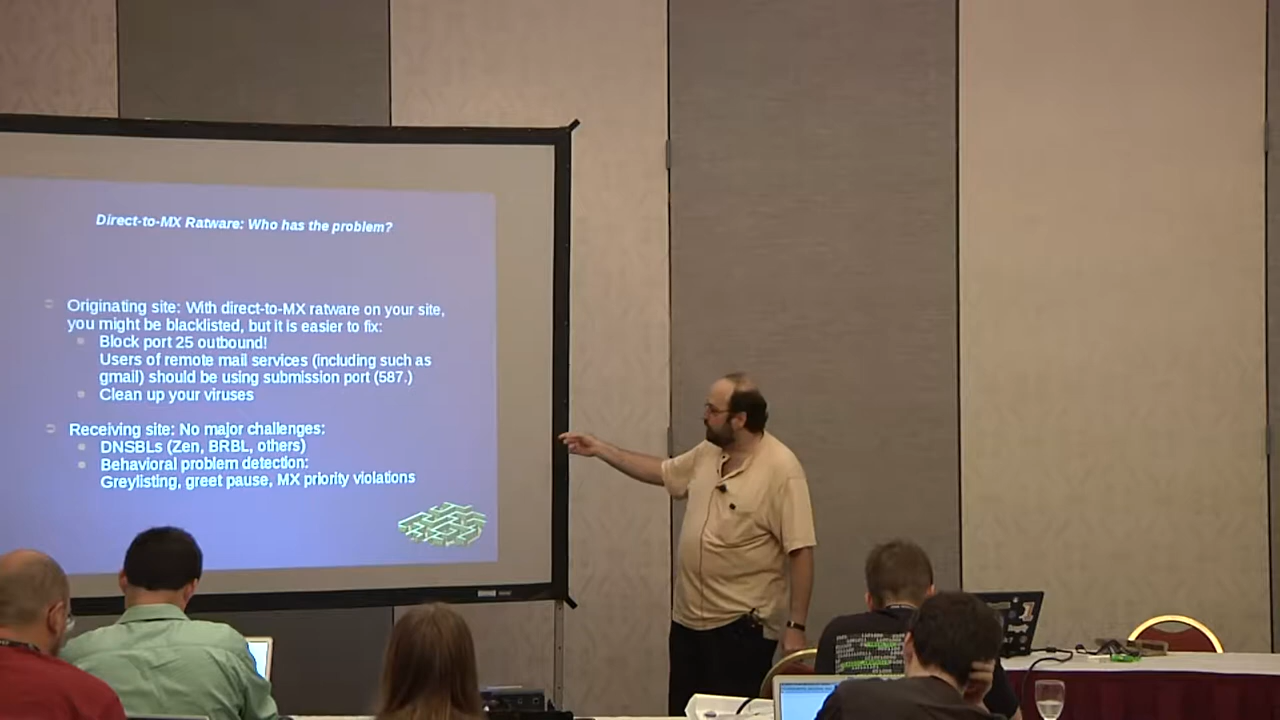 Direct-to-MX Ratware: Who has the problem?
Originating site: With direct-to-MX ratware on your site,
you might be blacklisted, but it is easier to fix:
Block port 25 outbound!
Users of remote mail services (including such as
gmail) should be using submission port (587.)
Clean up your viruses
Receiving site: No major challenges:
DNSBLs (Zen, BRBL, others)
Behavioral problem detection:
Greylisting, greet pause, MX priority violations